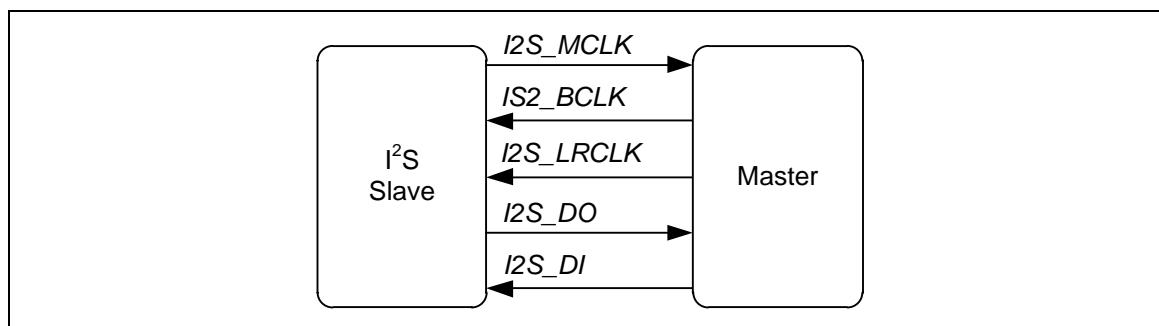 I2S_MCLK
IS2_BCLK
I2S_LRCLK
I2S_DO
I2S_DI
I²S
Slave
Master